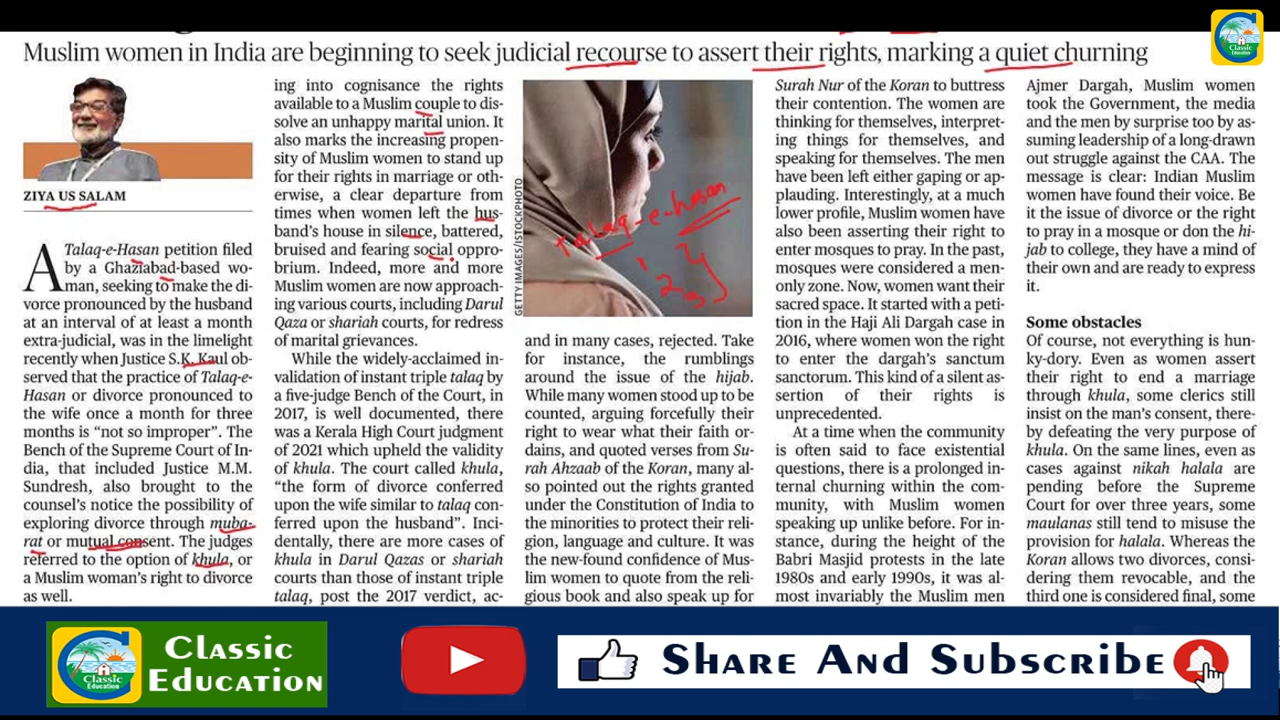 Muslim women in India are beginning to seek judicial recourse to assert their rights, marking a quiet churning
Classic
Education
ZIYA US SALAM
A Talaq-e-Hasan petition filed
by a Ghaziabad-based wo-
man, seeking to make the di-
vorce pronounced by the husband
at an interval of at least a month
extra-judicial, was in the limelight
recently when Justice S.K. Kaul ob-
served that the practice of Talaq-e-
Hasan or divorce pronounced to
the wife once a month for three
months is “not so improper”. The
Bench of the Supreme Court of In-
dia, that included Justice M.M.
Sundresh, also brought to the
counsel’s notice the possibility of
exploring divorce through muba-
rat or mutual consent. The judges
referred to the option of khula, or
a Muslim woman’s right to divorce
as well.
ing into cognisance the rights
available to a Muslim couple to dis-
solve an unhappy marital union. It
also marks the increasing propen-
sity of Muslim women to stand up
for their rights in marriage or oth-
erwise, a clear departure from
times when women left the hus-
band’s house in silence, battered,
bruised and fearing social oppro-
brium. Indeed, more and more
Muslim women are now approach-
ing various courts, including Darul
Qaza or shariah courts, for redress
of marital grievances.
While the widely-acclaimed in-
validation of instant triple talaq by
a five-judge Bench of the Court, in
2017, is well documented, there
was a Kerala High Court judgment
of 2021 which upheld the validity
of khula. The court called khula,
“the form of divorce conferred
upon the wife similar to talaq con-
ferred upon the husband”. Inci-
dentally, there are more cases of
khula in Darul Qazas or shariah
courts than those of instant triple
talaq, post the 2017 verdict, ac-
GETTY IMAGES/ISTOCKPHOTO
Talaq-e-hasan
1
2
3
and in many cases, rejected. Take
for instance, the rumblings
around the issue of the hijab.
While many women stood up to be
counted, arguing forcefully their
right to wear what their faith or-
dains, and quoted verses from Su-
rah Ahzaab of the Koran, many al-
so pointed out the rights granted
under the Constitution of India to
the minorities to protect their reli-
gion, language and culture. It was
the new-found confidence of Mus-
lim women to quote from the reli-
gious book and also speak up for
Surah Nur of the Koran to buttress
their contention. The women are
thinking for themselves, interpret-
ing things for themselves, and
speaking for themselves. The men
have been left either gaping or ap-
plauding. Interestingly, at a much
lower profile, Muslim women have
also been asserting their right to
enter mosques to pray. In the past,
mosques were considered a men-
only zone. Now, women want their
sacred space. It started with a peti-
tion in the Haji Ali Dargah case in
2016, where women won the right
to enter the dargah’s sanctum
sanctorum. This kind of a silent as-
sertion of their rights is
unprecedented.
At a time when the community
is often said to face existential
questions, there is a prolonged in-
ternal churning within the com-
munity, with Muslim women
speaking up unlike before. For in-
stance, during the height of the
Babri Masjid protests in the late
1980s and early 1990s, it was al-
most invariably the Muslim men
Ajmer Dargah, Muslim women
took the Government, the media
and the men by surprise too by as-
suming leadership of a long-drawn
out struggle against the CAA. The
message is clear: Indian Muslim
women have found their voice. Be
it the issue of divorce or the right
to pray in a mosque or don the hi-
jab to college, they have a mind of
their own and are ready to express
it.
Some obstacles
Of course, not everything is hun-
ky-dory. Even as women assert
their right to end a marriage
through khula, some clerics still
insist on the man’s consent, there-
by defeating the very purpose of
khula. On the same lines, even as
cases against nikah halala are
pending before the Supreme
Court for over three years, some
maulanas still tend to misuse the
provision for halala. Whereas the
Koran allows two divorces, consi-
dering them revocable, and the
third one is considered final, some
Classic
Education
Classic
Education
Share And Subscribe